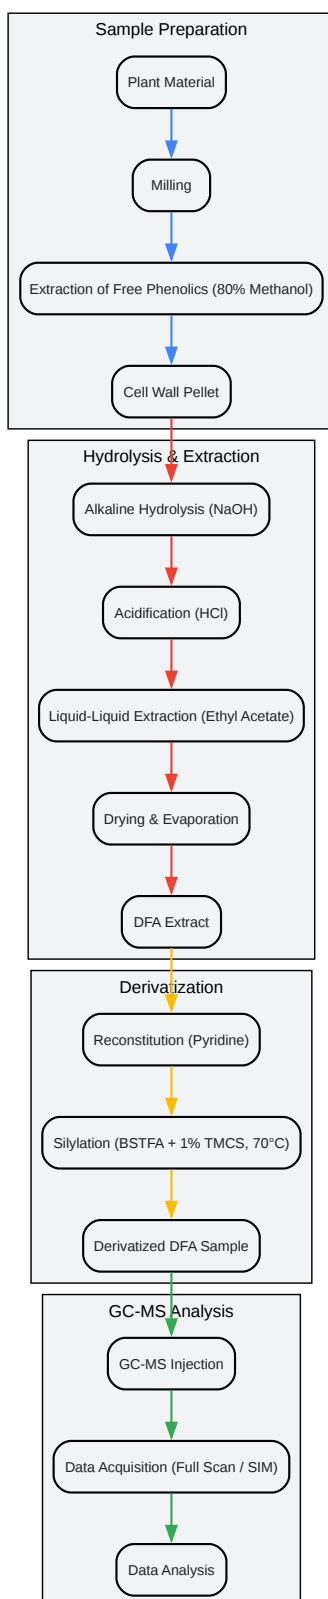 Sample Preparation
Plant Material
Milling
Extraction of Free Phenolics (80% Methanol)
Cell Wall Pellet
Hydrolysis & Extraction
Alkaline Hydrolysis (NaOH)
Acidification (HCl)
Liquid-Liquid Extraction (Ethyl Acetate)
Drying & Evaporation
DFA Extract
Derivatization
Reconstitution (Pyridine)
Silylation (BSTFA + 1% TMCS, 70°C)
Derivatized DFA Sample
GC-MS Analysis
GC-MS Injection
Data Acquisition (Full Scan / SIM)
Data Analysis